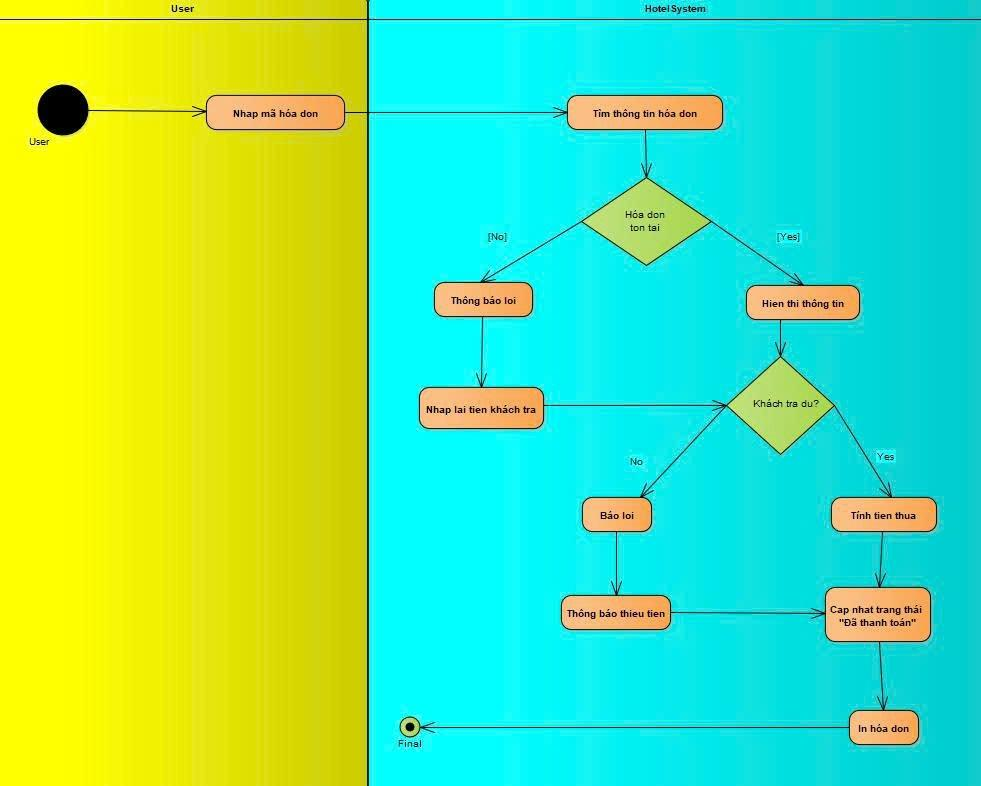 User
HotelSystem
User
Nhap mã hóa don
Tìm thông tin hóa don
Hóa don
ton tai
[No]
[Yes]
Thông báo loi
Hien thi thông tin
Nhap lai tien khách tra
Khách tra du?
No
Yes
Báo loi
Tính tien thua
Thông báo thieu tien
Cap nhat trang thái
"Đã thanh toán"
In hóa don
Final